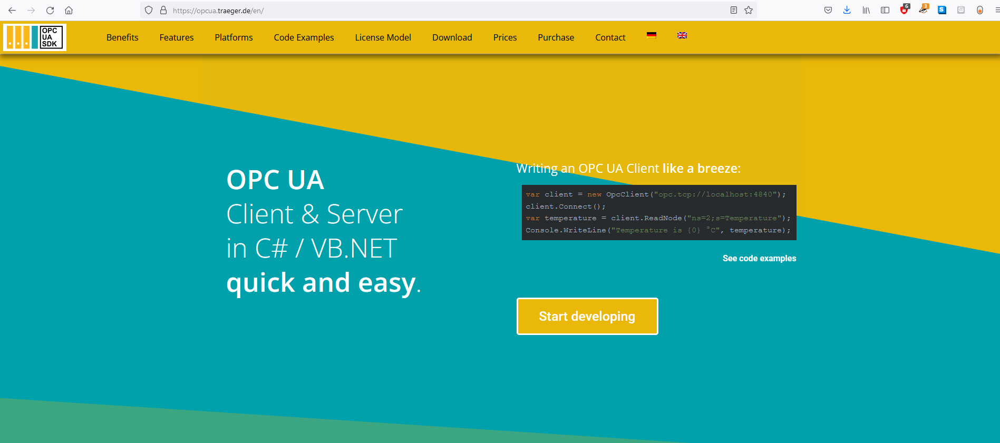 https://opcua.traeger.de/en/
6
3
S
OPC
UA
SDK
Benefits
Features
Platforms
Code Examples
License Model
Download
Prices
Purchase
Contact
OPC UA
Client & Server
in C# / VB.NET
quick and easy.
Writing an OPC UA Client like a breeze:
var client = new OpcClient("opc.tcp://localhost:4840");
client.Connect();
var temperature = client.ReadNode("ns=2;s=Temperature");
Console.WriteLine("Temperature is {0} °C", temperature);
See code examples
Start developing